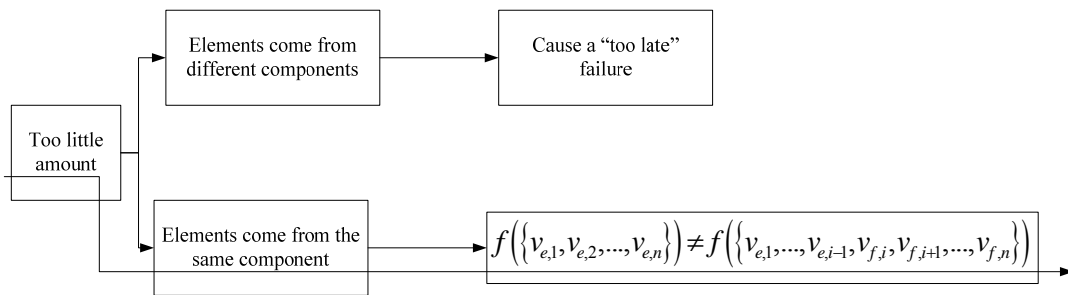 Elements come from
different components
Cause a “too late”
failure
Too little
amount
Elements come from the
same component
f({v_{e,1}, v_{e,2}, ..., v_{e,n}}) ≠ f({v_{e,1}, ..., v_{e,i−1}, v_{f,i}, v_{f,i+1}, ..., v_{f,n}})